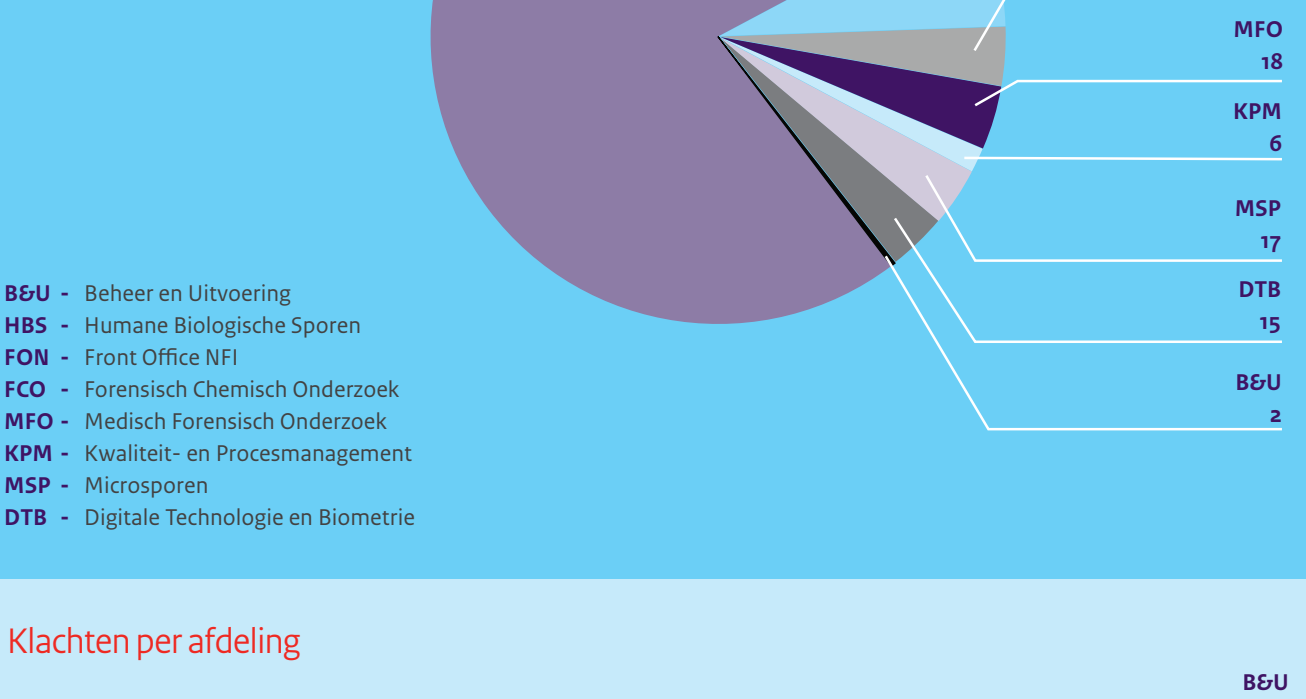 MFO
18
KPM
6
MSP
17
DTB
15
B&U
2
B&U - Beheer en Uitvoering
HBS - Humane Biologische Sporen
FON - Front Office NFI
FCO - Forensisch Chemisch Onderzoek
MFO - Medisch Forensisch Onderzoek
KPM - Kwaliteit- en Procesmanagement
MSP - Microsporen
DTB - Digitale Technologie en Biometrie
Klachten per afdeling
B&U